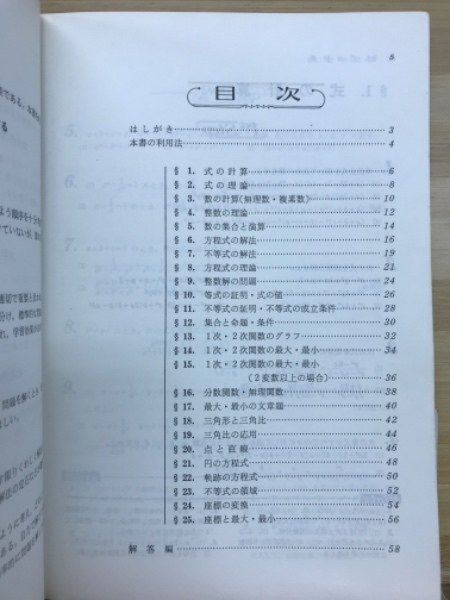 5
目次
はしがき 3
本書の利用法 4
§ 1. 式の計算 6
§ 2. 式の理論 8
§ 3. 数の計算(無理数・複素数) 10
§ 4. 整数の理論 12
§ 5. 数の集合と演算 14
§ 6. 方程式の解法 16
§ 7. 不等式の解法 19
§ 8. 方程式の理論 21
§ 9. 整数解の問題 24
§ 10. 等式の証明・式の値 26
§ 11. 不等式の証明・不等式の成立条件 28
§ 12. 集合と命題・条件 30
§ 13. 1次・2次関数のグラフ 32
§ 14. 1次・2次関数の最大・最小 34
§ 15. 1次・2次関数の最大・最小
(2変数以上の場合) 36
§ 16. 分数関数・無理関数 38
§ 17. 最大・最小の文章題 40
§ 18. 三角形と三角比 42
§ 19. 三角比の応用 44
§ 20. 点と直線 46
§ 21. 円の方程式 48
§ 22. 軌跡の方程式 50
§ 23. 不等式の領域 52
§ 24. 座標の変換 54
§ 25. 座標と最大・最小 56
解答編 58